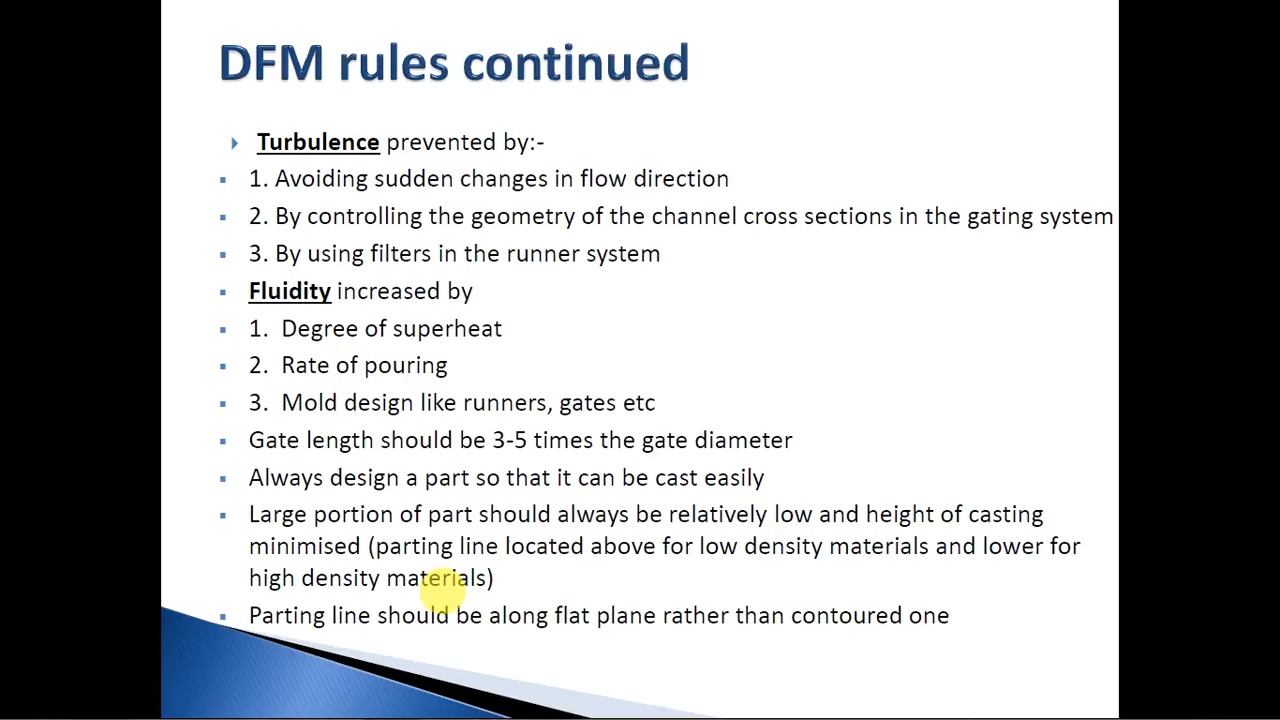 DFM rules continued
Turbulence prevented by:-
1. Avoiding sudden changes in flow direction
2. By controlling the geometry of the channel cross sections in the gating system
3. By using filters in the runner system
Fluidity increased by
1. Degree of superheat
2. Rate of pouring
3. Mold design like runners, gates etc
Gate length should be 3-5 times the gate diameter
Always design a part so that it can be cast easily
Large portion of part should always be relatively low and height of casting
minimised (parting line located above for low density materials and lower for
high density materials)
Parting line should be along flat plane rather than contoured one